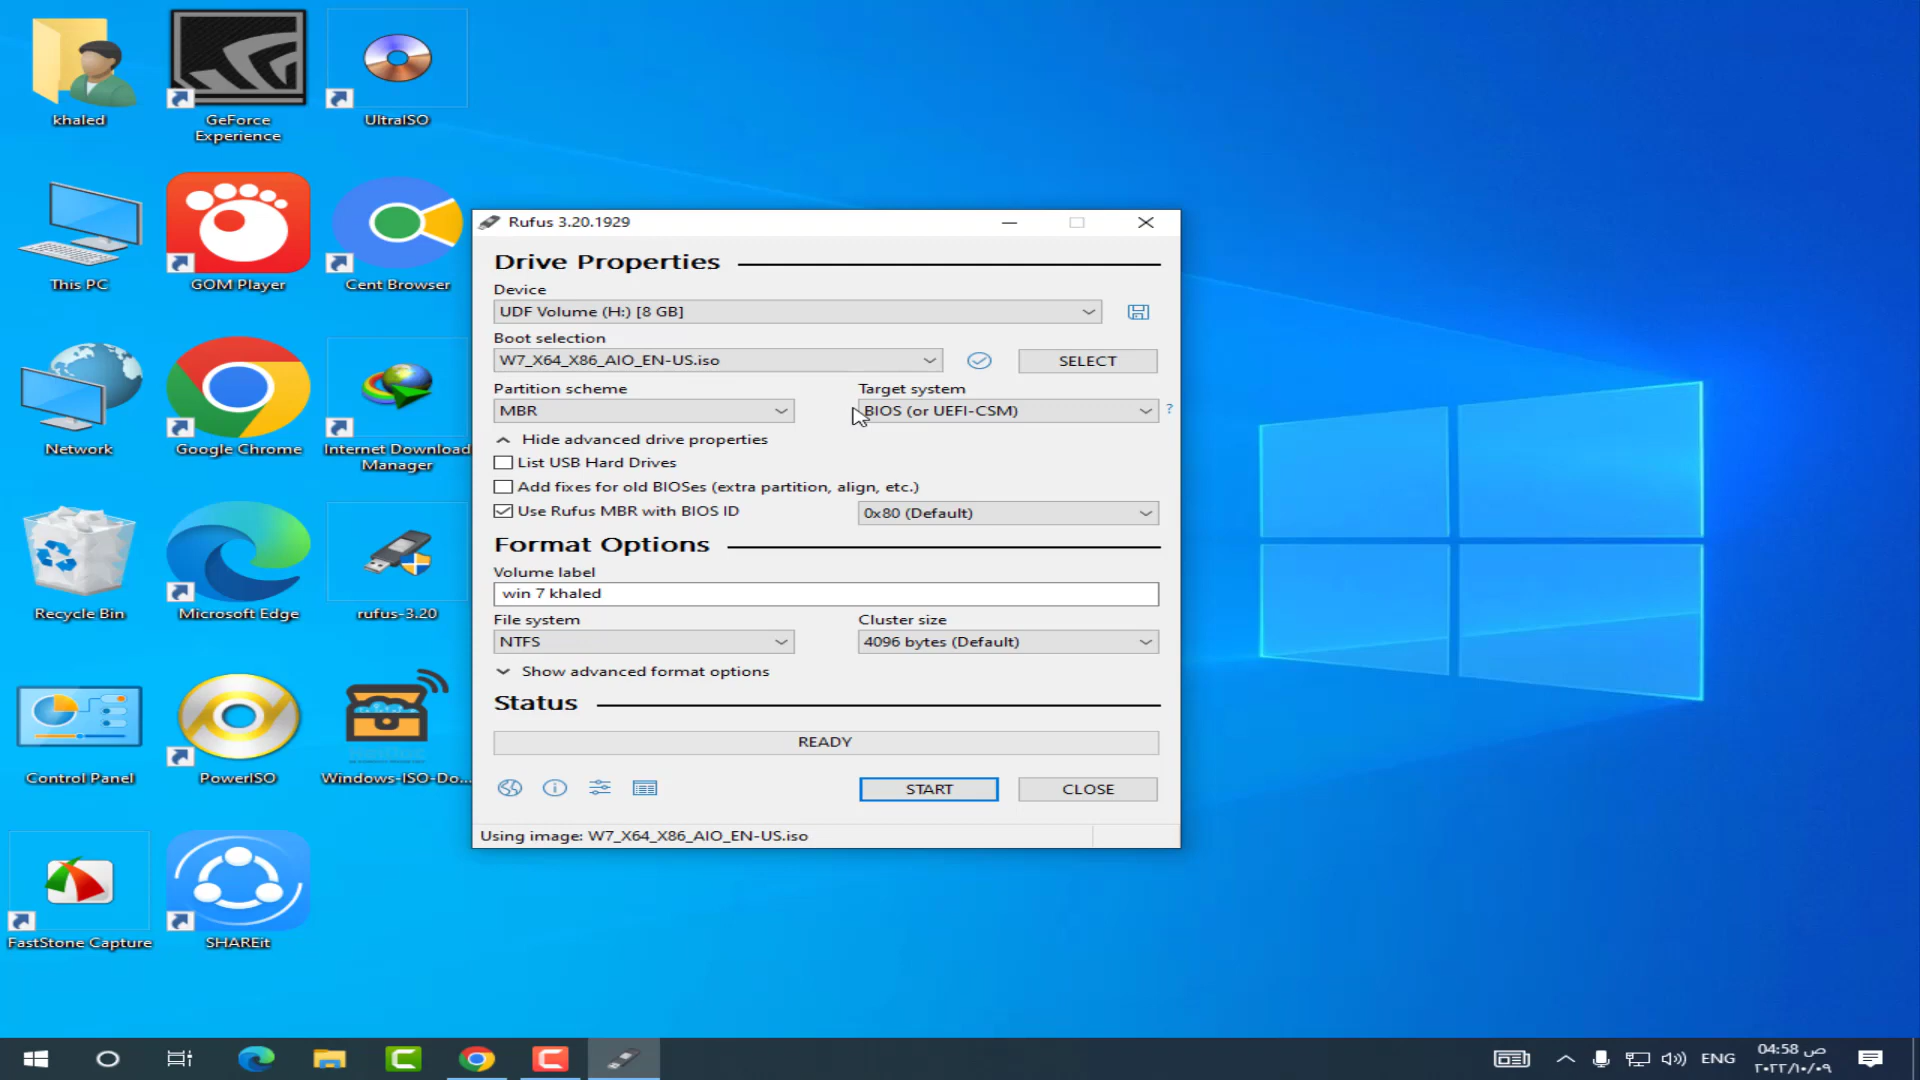 khaled
GeForce
Experience
UltraISO
This PC
GOM Player
Cent Browser
Network
Google Chrome
Internet Download
Manager
Recycle Bin
Microsoft Edge
rufus-3.20
Control Panel
PowerISO
Windows-ISO-Do...
FastStone Capture
SHAREit
Rufus 3.20.1929
Drive Properties
Device
UDF Volume (H:) [8 GB]
Boot selection
W7_X64_X86_AIO_EN-US.iso
SELECT
Partition scheme
Target system
MBR
BIOS (or UEFI-CSM)
?
Hide advanced drive properties
List USB Hard Drives
Add fixes for old BIOSes (extra partition, align, etc.)
Use Rufus MBR with BIOS ID
0x80 (Default)
Format Options
Volume label
win 7 khaled
File system
Cluster size
NTFS
4096 bytes (Default)
Show advanced format options
Status
READY
START
CLOSE
Using image: W7_X64_X86_AIO_EN-US.iso
ENG
04:58 ص
٢٠٢٢/١٠/٠٩